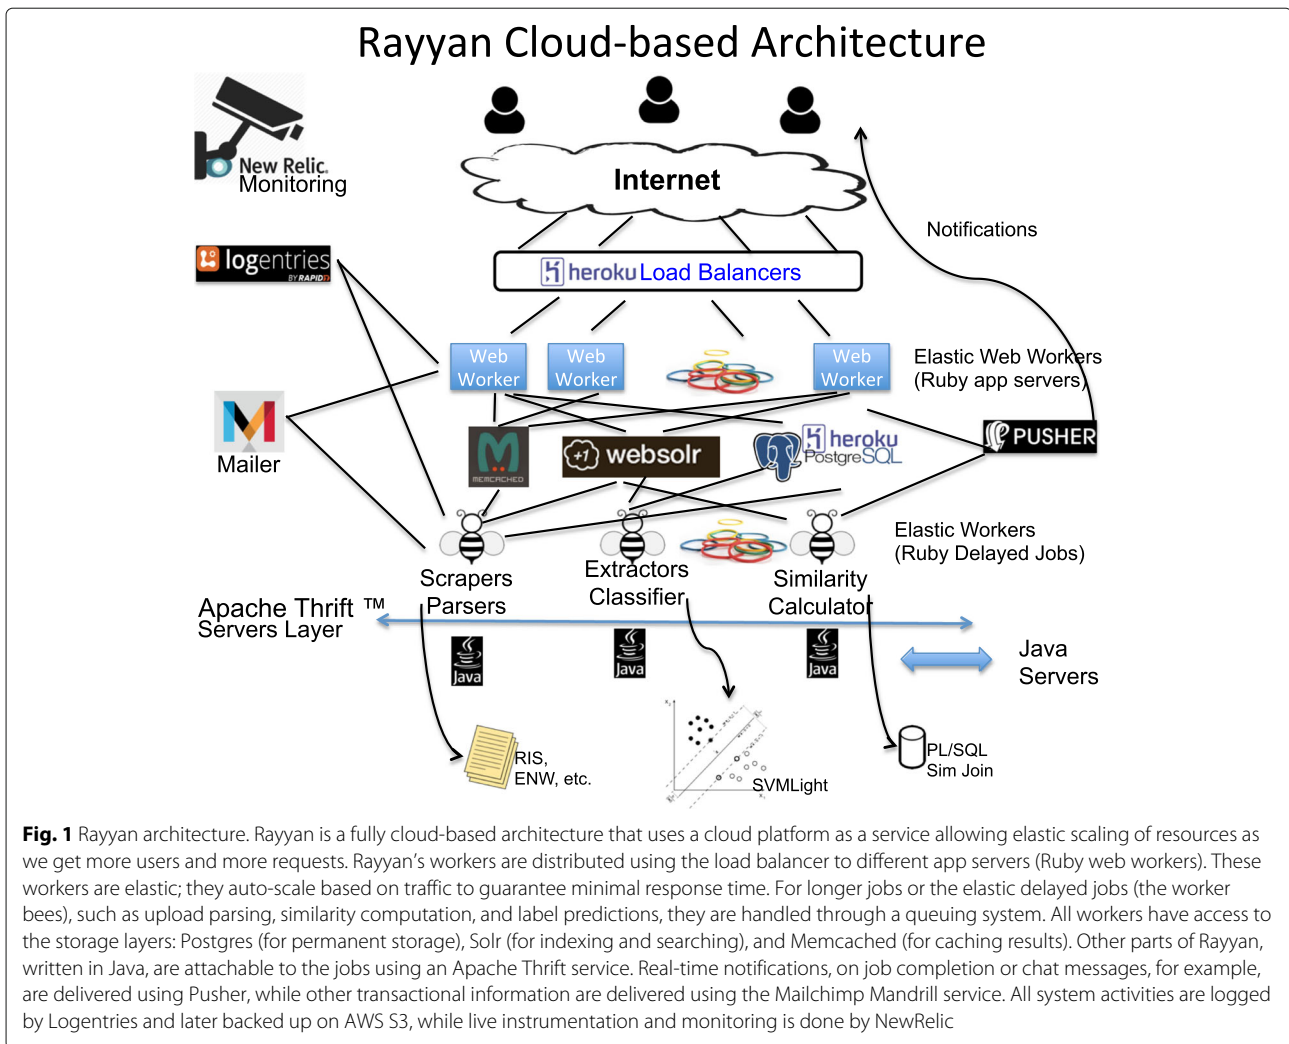 Rayyan Cloud-based Architecture
New Relic.
Monitoring
Internet
Notifications
logentries
BY RAPID7
heroku Load Balancers
Web Worker
Web Worker
Web Worker
Elastic Web Workers
(Ruby app servers)
Mailer
MEMCACHED
+1 websolr
heroku
PostgreSQL
PUSHER
Elastic Workers
(Ruby Delayed Jobs)
Scrapers
Parsers
Extractors
Classifier
Similarity
Calculator
Apache Thrift ™
Servers Layer
Java
Java
Java
Java
Servers
RIS,
ENW, etc.
SVMLight
PL/SQL
Sim Join
Fig. 1 Rayyan architecture. Rayyan is a fully cloud-based architecture that uses a cloud platform as a service allowing elastic scaling of resources as
we get more users and more requests. Rayyan's workers are distributed using the load balancer to different app servers (Ruby web workers). These
workers are elastic; they auto-scale based on traffic to guarantee minimal response time. For longer jobs or the elastic delayed jobs (the worker
bees), such as upload parsing, similarity computation, and label predictions, they are handled through a queuing system. All workers have access to
the storage layers: Postgres (for permanent storage), Solr (for indexing and searching), and Memcached (for caching results). Other parts of Rayyan,
written in Java, are attachable to the jobs using an Apache Thrift service. Real-time notifications, on job completion or chat messages, for example,
are delivered using Pusher, while other transactional information are delivered using the Mailchimp Mandrill service. All system activities are logged
by Logentries and later backed up on AWS S3, while live instrumentation and monitoring is done by NewRelic